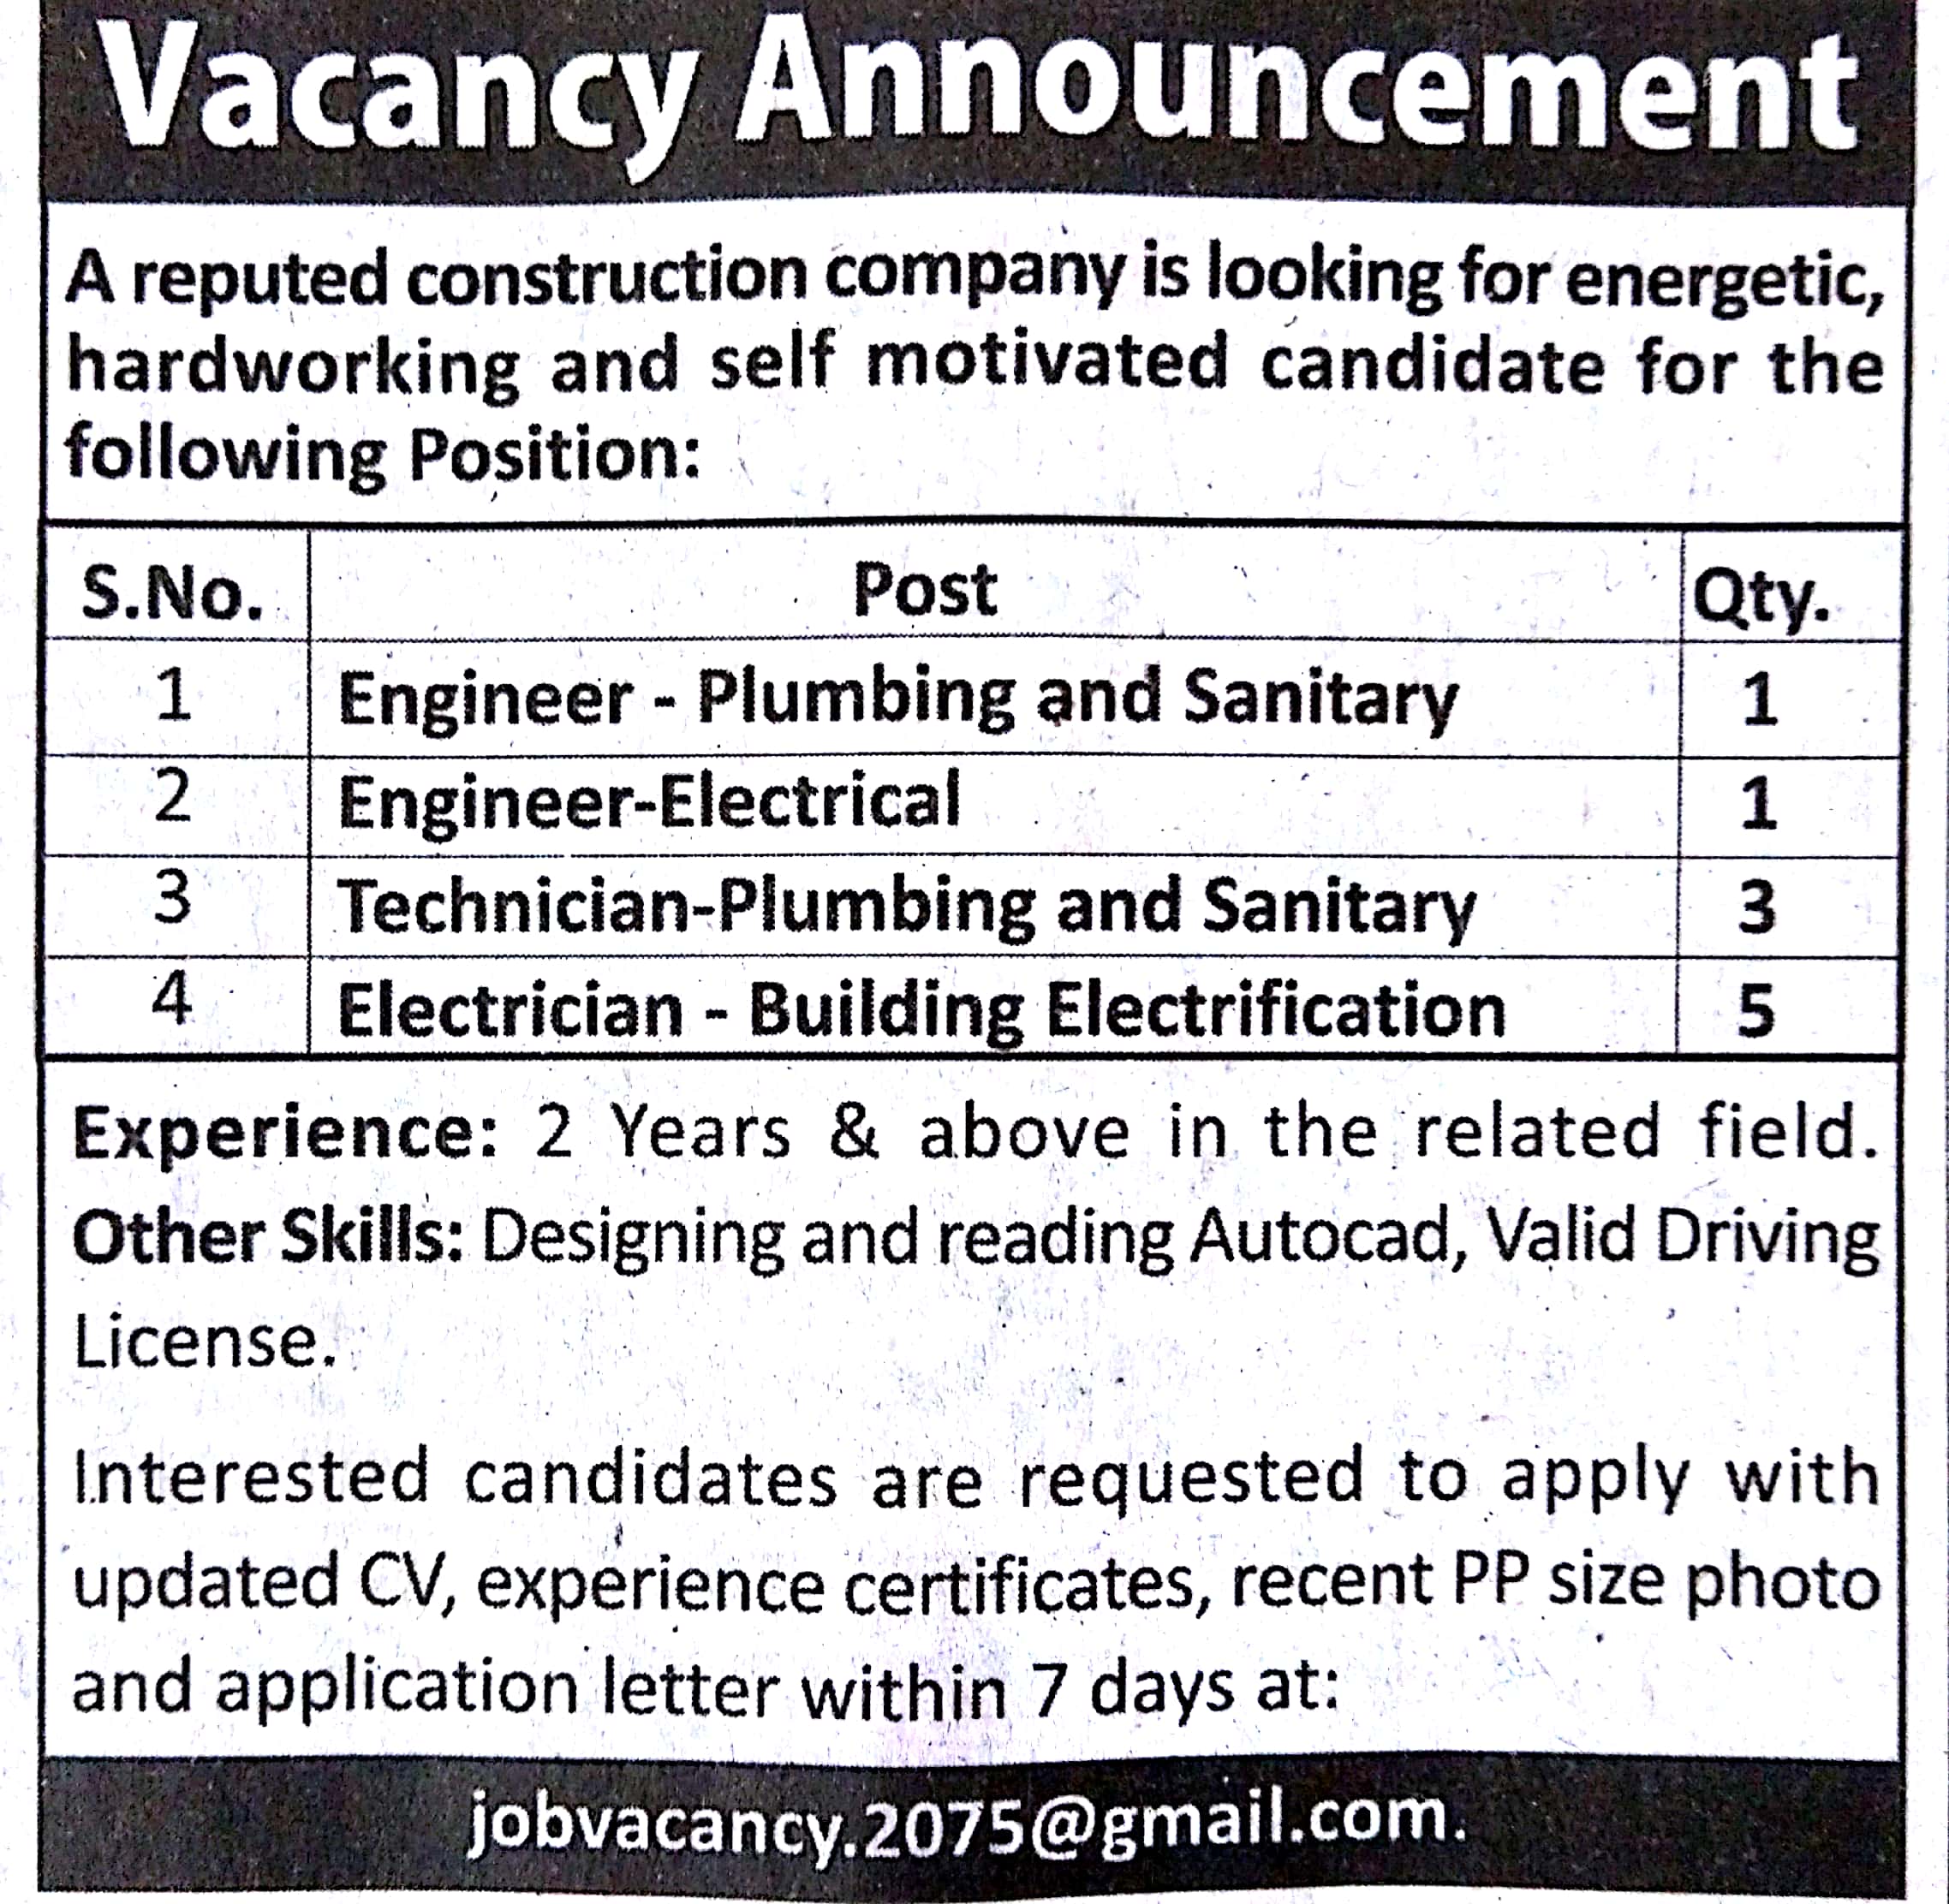 Vacancy Announcement
A reputed construction company is looking for energetic,
hardworking and self motivated candidate for the
following Position:
S.No. Post Qty.
1 Engineer - Plumbing and Sanitary 1
2 Engineer-Electrical 1
3 Technician-Plumbing and Sanitary 3
4 Electrician - Building Electrification 5
Experience: 2 Years & above in the related field.
Other Skills: Designing and reading Autocad, Valid Driving
License.
Interested candidates are requested to apply with
updated CV, experience certificates, recent PP size photo
and application letter within 7 days at:
jobvacancy.2075@gmail.com.